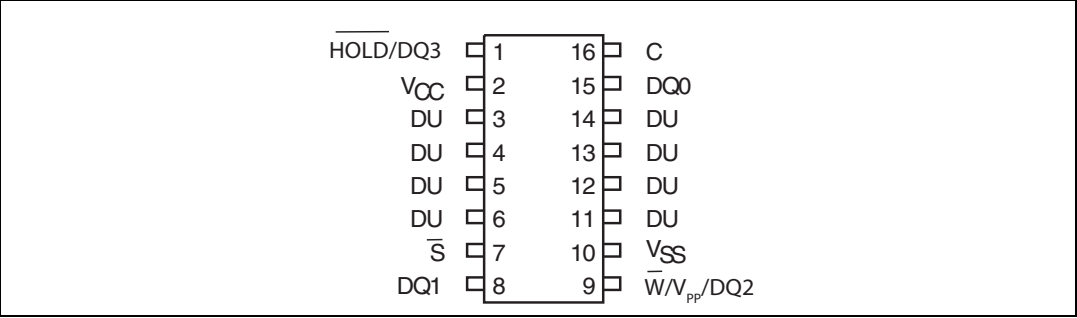 HOLD/DQ3 1 16 C
VCC 2 15 DQ0
DU 3 14 DU
DU 4 13 DU
DU 5 12 DU
DU 6 11 DU
S̅ 7 10 VSS
DQ1 8 9 W̅/VPP/DQ2